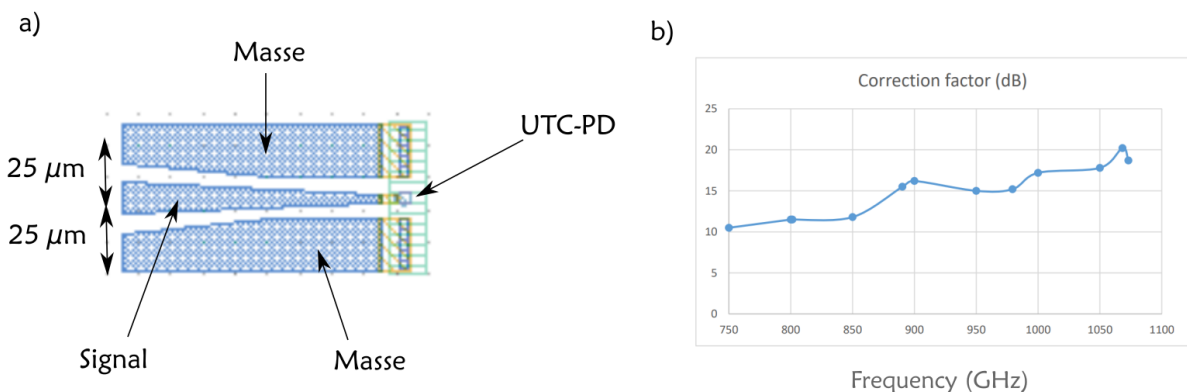 a)
Masse
UTC-PD
25 µm
25 µm
Signal
Masse
b)
Correction factor (dB)
25
20
15
10
5
0
750 800 850 900 950 1000 1050 1100
Frequency (GHz)